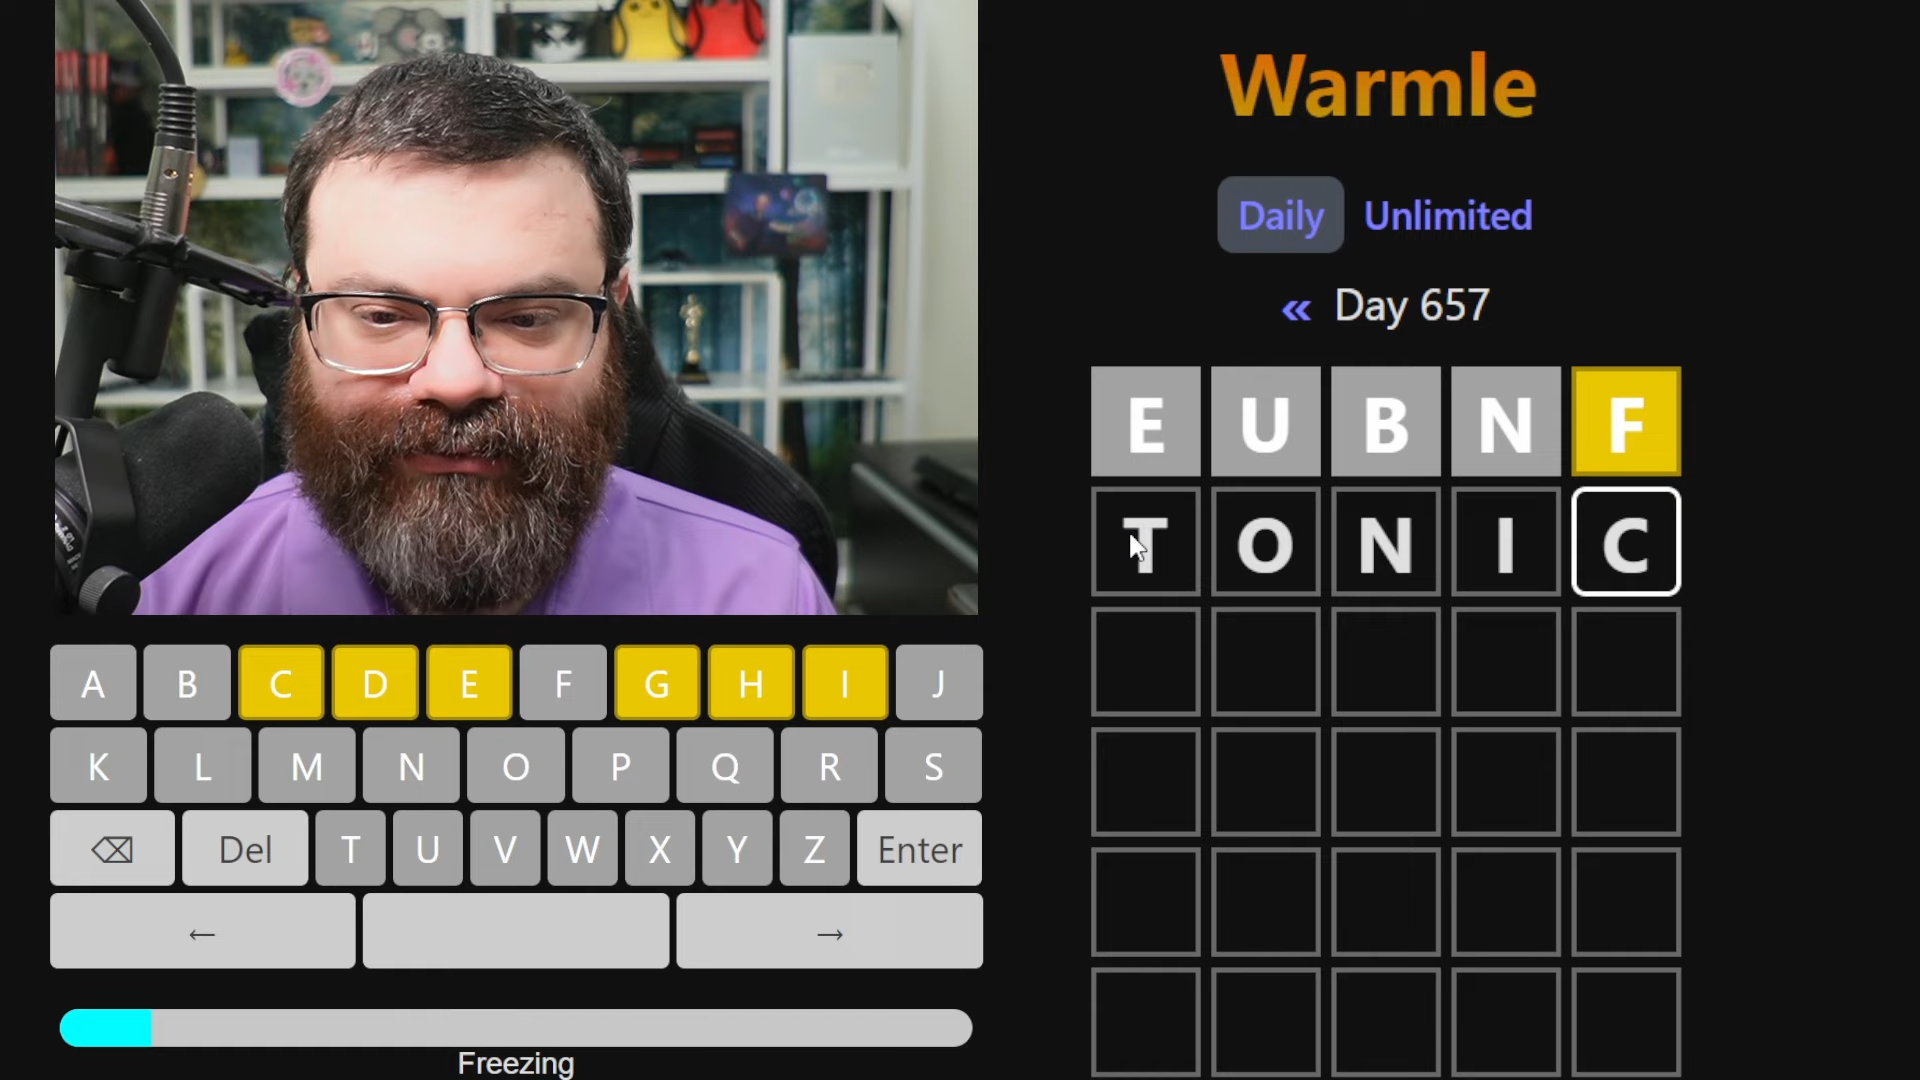 Warmle
Daily Unlimited
« Day 657
E U B N F
T O N I C
A B C D E F G H I J
K L M N O P Q R S
⌫ Del T U V W X Y Z Enter
← →
Freezing